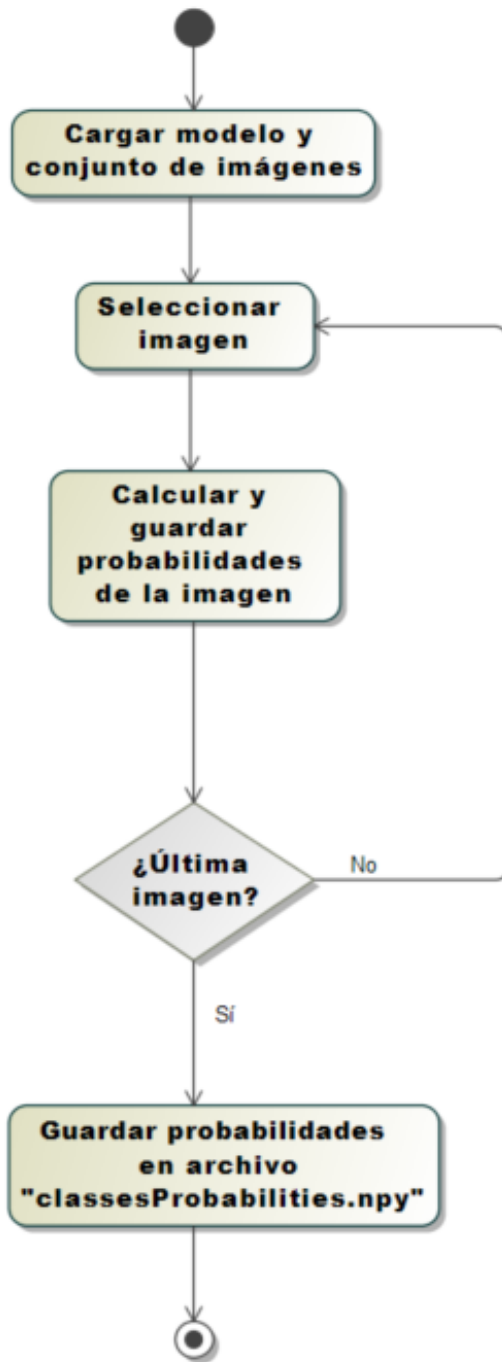 Cargar modelo y
conjunto de imágenes
Seleccionar
imagen
Calcular y
guardar
probabilidades
de la imagen
¿Última
imagen?
No
Sí
Guardar probabilidades
en archivo
"classesProbabilities.npy"